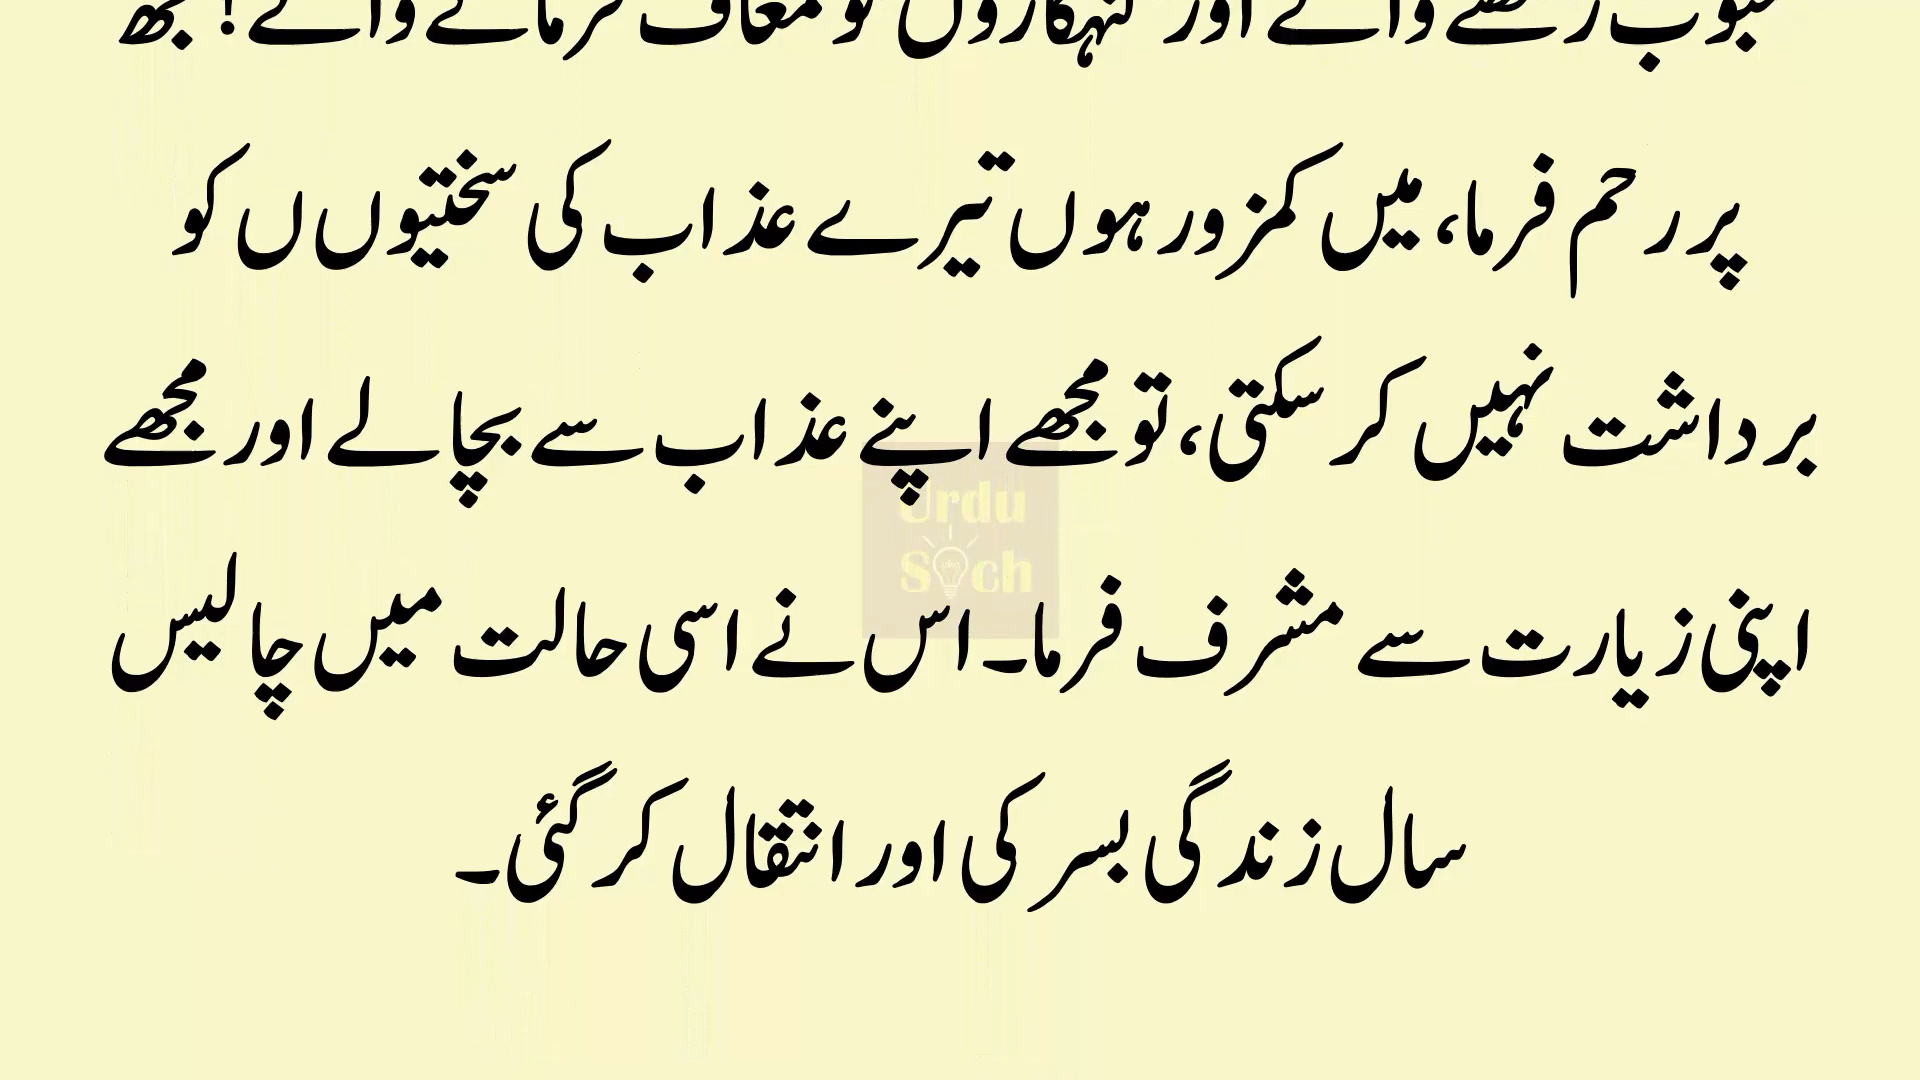 رکھنے والے اور گنہگاروں کو معاف فرمانے والے! مجھ
پر رحم فرما، میں کمزور ہوں تیرے عذاب کی سختیوں ں کو
برداشت نہیں کر سکتی، تو مجھے اپنے عذاب سے بچا لے اور مجھے
اپنی زیارت سے مشرف فرما۔ اس نے اسی حالت میں چالیس
سال زندگی بسر کی اور انتقال کر گئی۔
Urdu
Soch